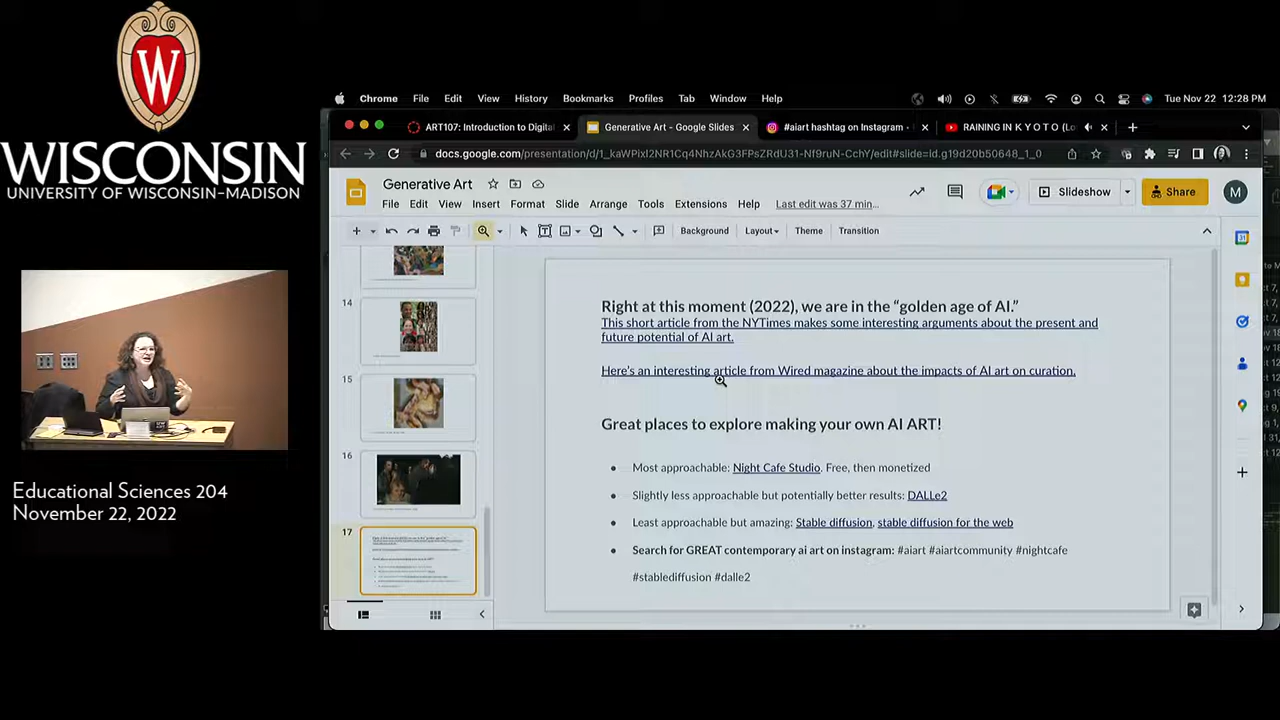 W
WISCONSIN
UNIVERSITY OF WISCONSIN–MADISON
Educational Sciences 204
November 22, 2022
Chrome File Edit View History Bookmarks Profiles Tab Window Help
Tue Nov 22 12:28 PM
ART107: Introduction to Digital
Generative Art - Google Slides
#aiart hashtag on Instagram -
RAINING IN K Y O T O (Lo
docs.google.com/presentation/d/1_kaWPixI2NR1Cq4NhzAkG3FPsZRdU31-Nf9ruN-CchY/edit#slide=id.g19d20b50648_1_0
Generative Art
File Edit View Insert Format Slide Arrange Tools Extensions Help Last edit was 37 min...
Slideshow
Share
M
Background Layout Theme Transition
14
15
16
17
Right at this moment (2022), we are in the “golden age of AI.”
This short article from the NYTimes makes some interesting arguments about the present and
future potential of AI art.
Here’s an interesting article from Wired magazine about the impacts of AI art on curation.
Great places to explore making your own AI ART!
● Most approachable: Night Cafe Studio. Free, then monetized
● Slightly less approachable but potentially better results: DALLe2
● Least approachable but amazing: Stable diffusion, stable diffusion for the web
● Search for GREAT contemporary ai art on instagram: #aiart #aiartcommunity #nightcafe
#stablediffusion #dalle2